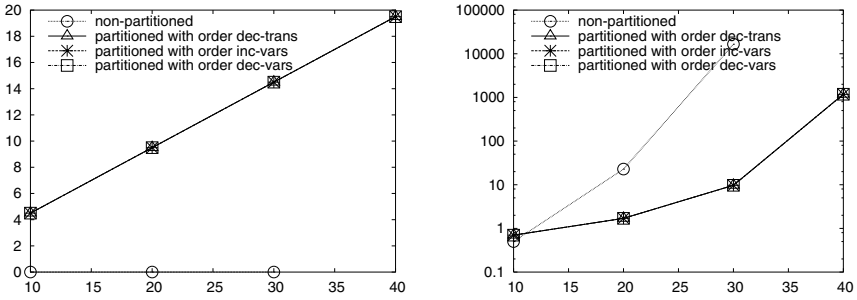 20
18
16
14
12
10
8
6
4
2
0
10 15 20 25 30 35 40
non-partitioned
partitioned with order dec-trans
partitioned with order inc-vars
partitioned with order dec-vars
100000
10000
1000
100
10
1
0.1
10 15 20 25 30 35 40
non-partitioned
partitioned with order dec-trans
partitioned with order inc-vars
partitioned with order dec-vars